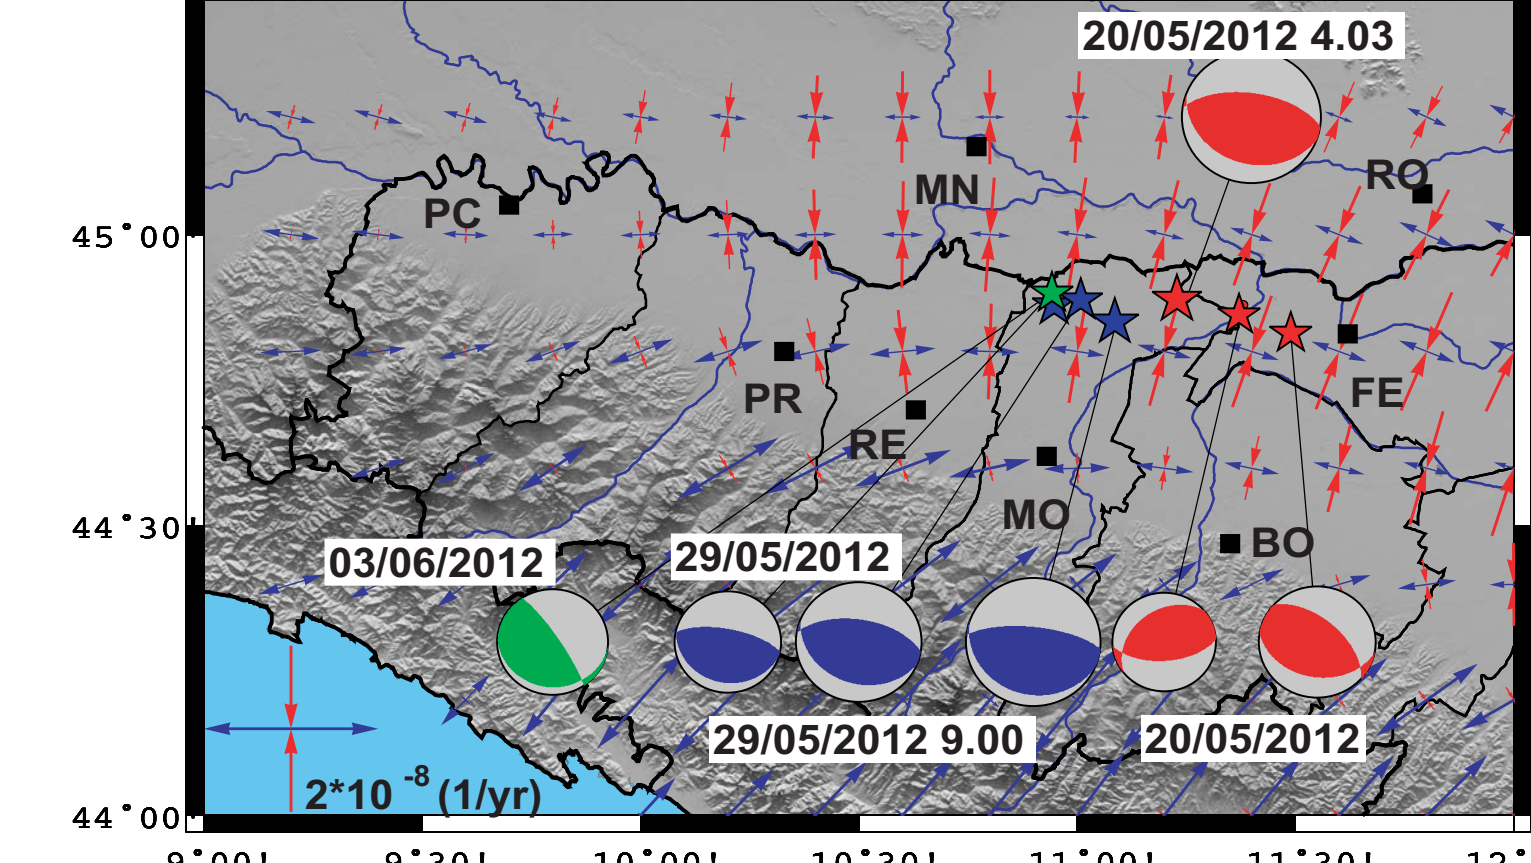 20/05/2012 4.03
RO
MN
PC
45°00'
PR
FE
RE
MO
44°30'
BO
03/06/2012
29/05/2012
29/05/2012 9.00
20/05/2012
2*10 -8 (1/yr)
44°00'
9°00' 9°30' 10°00' 10°30' 11°00' 11°30'